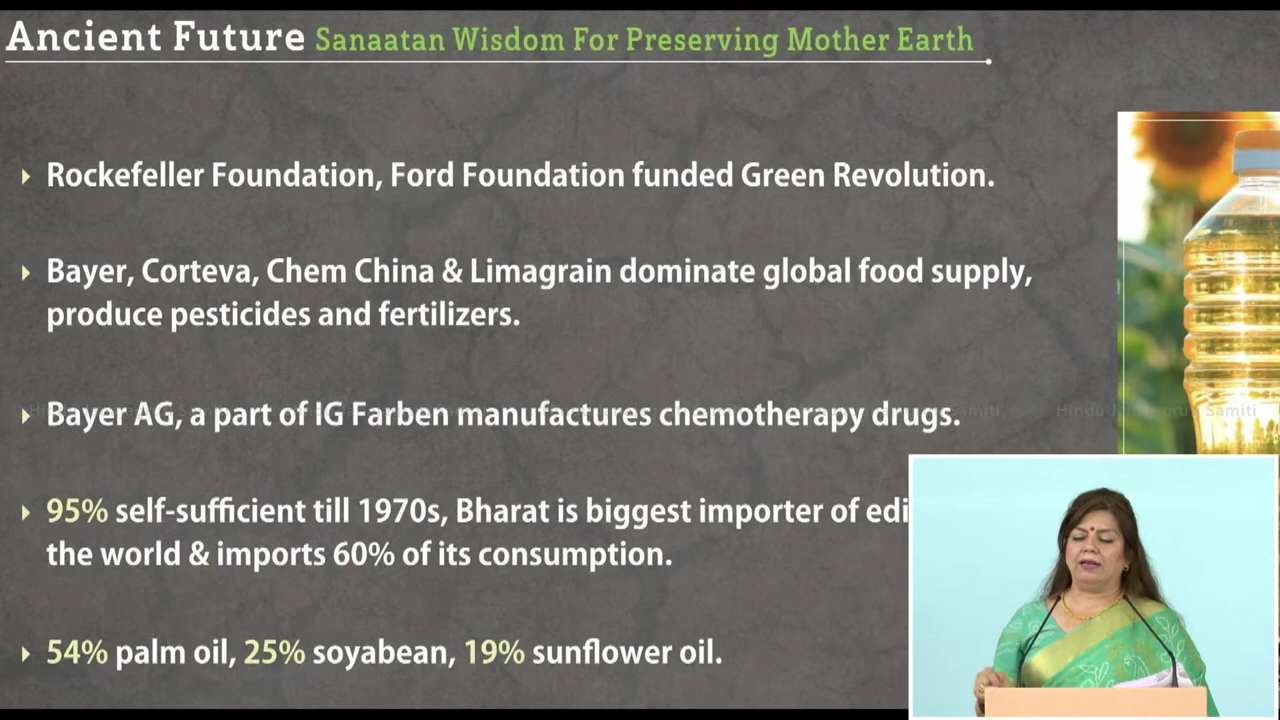 Ancient Future Sanaatan Wisdom For Preserving Mother Earth
Rockefeller Foundation, Ford Foundation funded Green Revolution.
Bayer, Corteva, Chem China & Limagrain dominate global food supply,
produce pesticides and fertilizers.
Bayer AG, a part of IG Farben manufactures chemotherapy drugs.
Samiti
Hindu Samiti
95% self-sufficient till 1970s, Bharat is biggest importer of edi
the world & imports 60% of its consumption.
54% palm oil, 25% soyabean, 19% sunflower oil.